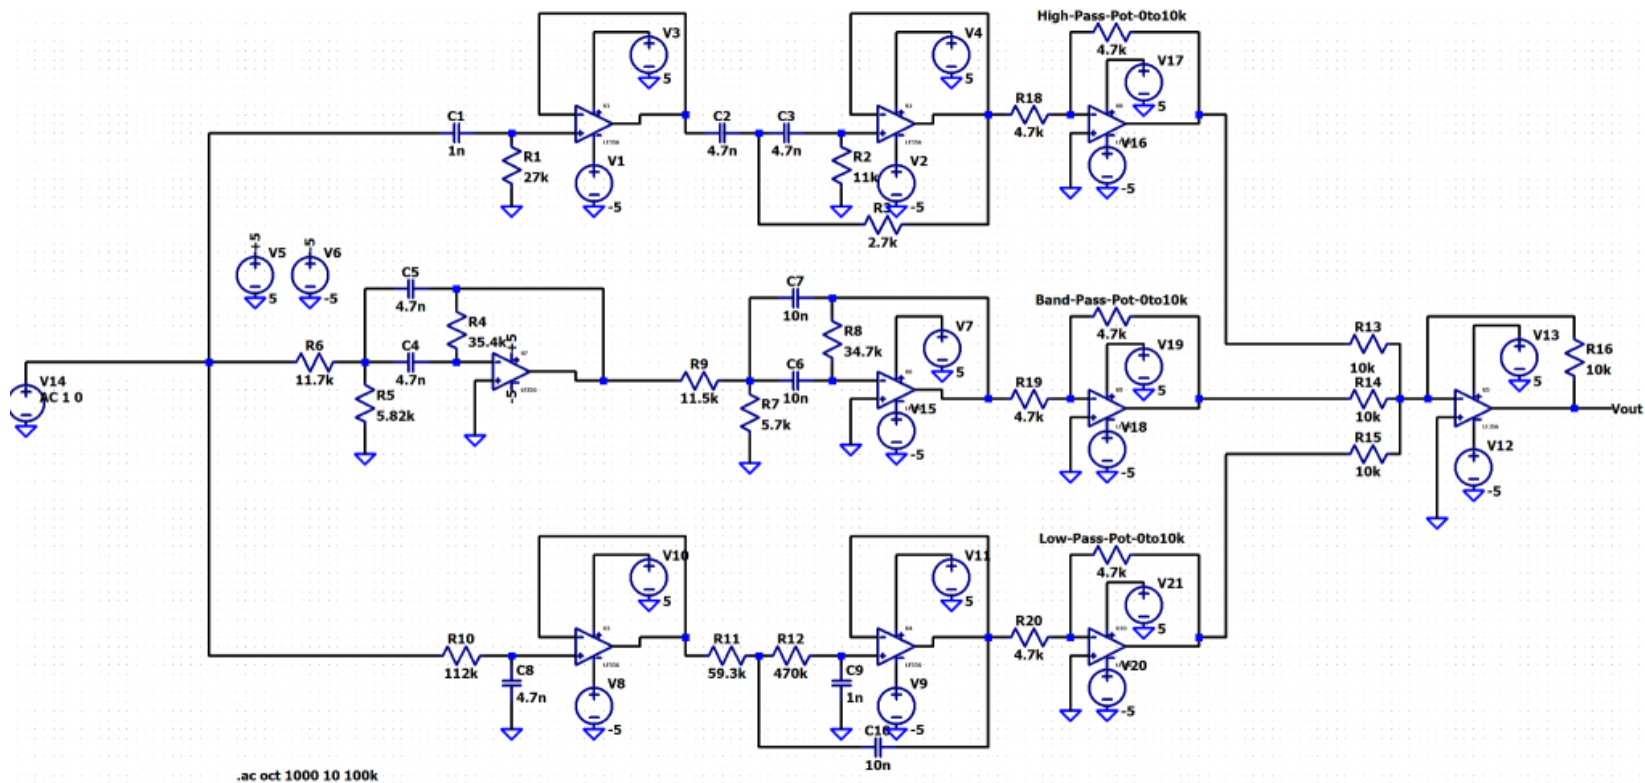 High-Pass-Pot-0to10k
V3
V4
4.7k
V17
5
5
5
C1
1n
C2
4.7n
C3
4.7n
R18
4.7k
R1
27k
V1
-5
R2
11k
V2
-5
V16
-5
2.7k
+5
V5
5
-5
V6
-5
C5
4.7n
R4
35.4k
+5
-5
R6
11.7k
C4
4.7n
R5
5.82k
V14
AC 1 0
C7
10n
R8
34.7k
V7
5
R9
11.5k
C6
10n
R7
5.7k
V15
-5
Band-Pass-Pot-0to10k
4.7k
V19
5
R19
4.7k
V18
-5
R13
10k
R14
10k
R15
10k
V13
5
R16
10k
Vout
V12
-5
V10
5
V11
5
Low-Pass-Pot-0to10k
4.7k
V21
5
R10
112k
C8
4.7n
V8
-5
R11
59.3k
R12
470k
C9
1n
V9
-5
R20
4.7k
V20
-5
10n
.ac oct 1000 10 100k